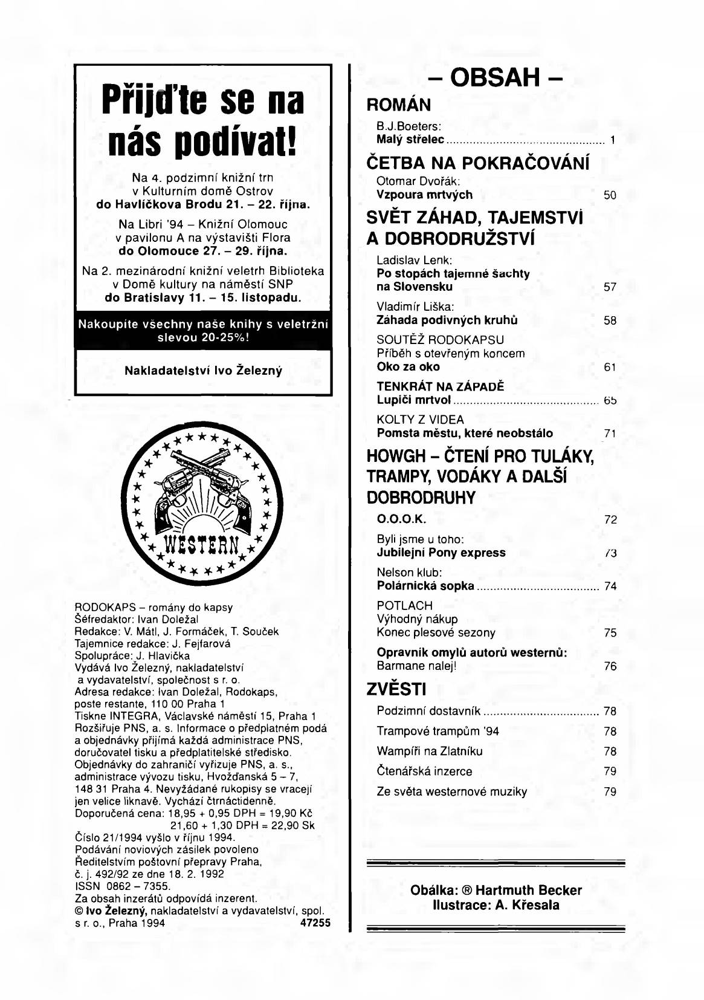 Přijďte se na
nás podívat!
Na 4. podzimní knižní trh
v Kulturním domě Ostrov
do Havlíčkova Brodu 21. – 22. října.
Na Libri '94 – Knižní Olomouc
v pavilonu A na výstavišti Flora
do Olomouce 27. – 29. října.
Na 2. mezinárodní knižní veletrh Biblioteka
v Domě kultury na náměstí SNP
do Bratislavy 11. – 15. listopadu.
Nakoupíte všechny naše knihy s veletržní
slevou 20-25%!
Nakladatelství Ivo Železný
WESTERN
RODOKAPS – romány do kapsy
Šéfredaktor: Ivan Doležal
Redakce: V. Mátl, J. Formáček, T. Souček
Tajemnice redakce: J. Fejfarová
Spolupráce: J. Hlavička
Vydává Ivo Železný, nakladatelství
a vydavatelství, společnost s r. o.
Adresa redakce: Ivan Doležal, Rodokaps,
poste restante, 110 00 Praha 1
Tiskne INTEGRA, Václavské náměstí 15, Praha 1
Rozšiřuje PNS, a. s. Informace o předplatném podá
a objednávky přijímá každá administrace PNS,
doručovatel tisku a předplatitelské středisko.
Objednávky do zahraničí vyřizuje PNS, a. s.,
administrace vývozu tisku, Hvožďanská 5 – 7,
148 31 Praha 4. Nevyžádané rukopisy se vracejí
jen velice liknavě. Vychází čtrnáctidenně.
Doporučená cena: 18,95 + 0,95 DPH = 19,90 Kč
21,60 + 1,30 DPH = 22,90 Sk
Číslo 21/1994 vyšlo v říjnu 1994.
Podávání noviových zásilek povoleno
Ředitelstvím poštovní přepravy Praha,
č. j. 492/92 ze dne 18. 2. 1992
ISSN 0862 – 7355.
Za obsah inzerátů odpovídá inzerent.
© Ivo Železný, nakladatelství a vydavatelství, spol.
s r. o., Praha 1994 47255
– OBSAH –
ROMÁN
B.J.Boeters:
Malý střelec................................................ 1
ČETBA NA POKRAČOVÁNÍ
Otomar Dvořák:
Vzpoura mrtvých 50
SVĚT ZÁHAD, TAJEMSTVÍ
A DOBRODRUŽSTVÍ
Ladislav Lenk:
Po stopách tajemné šachty
na Slovensku 57
Vladimír Liška:
Záhada podivných kruhů 58
SOUTĚŽ RODOKAPSU
Příběh s otevřeným koncem
Oko za oko 61
TENKRÁT NA ZÁPADĚ
Lupiči mrtvol............................................ 65
KOLTY Z VIDEA
Pomsta městu, které neobstálo 71
HOWGH – ČTENÍ PRO TULÁKY,
TRAMPY, VODÁKY A DALŠÍ
DOBRODRUHY
O.O.O.K. 72
Byli jsme u toho:
Jubilejní Pony express 73
Nelson klub:
Polárnická sopka..................................... 74
POTLACH
Výhodný nákup
Konec plesové sezony 75
Opravník omylů autorů westernů:
Barmane nalej! 76
ZVĚSTI
Podzimní dostavník................................... 78
Trampové trampům '94 78
Wampíři na Zlatníku 78
Čtenářská inzerce 79
Ze světa westernové muziky 79
Obálka: ® Hartmuth Becker
Ilustrace: A. Křesala